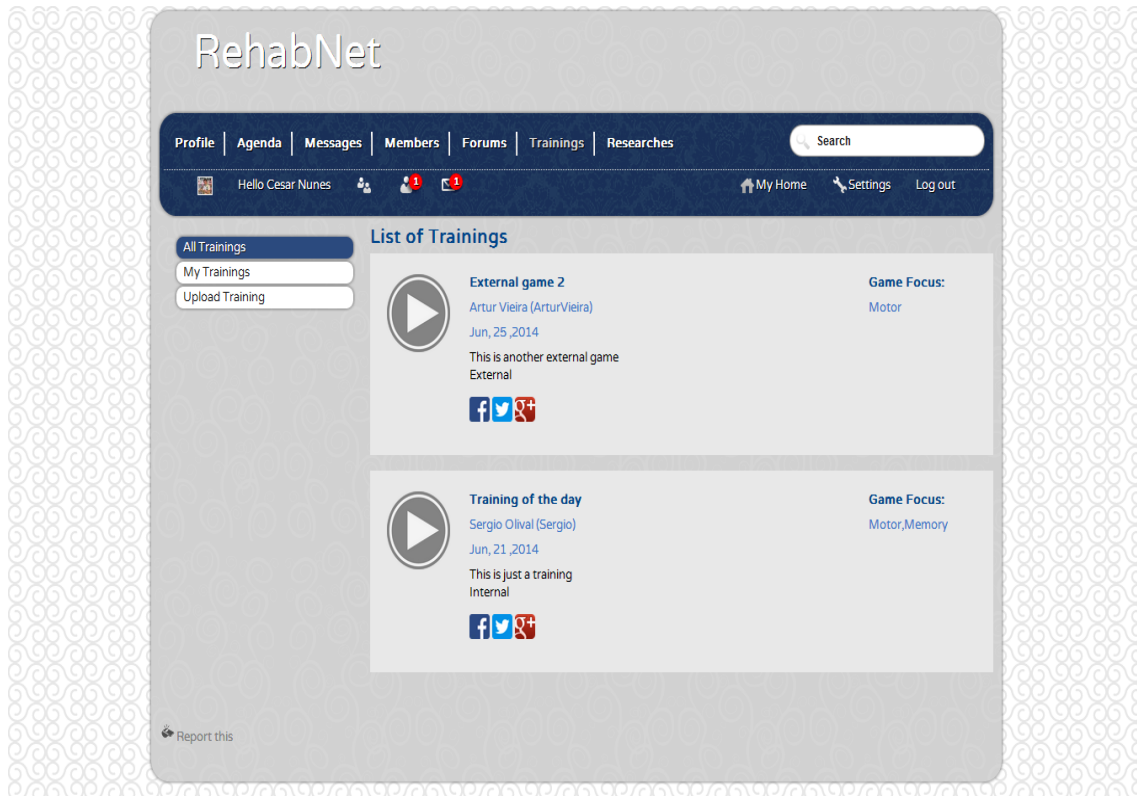 RehabNet
Profile Agenda Messages Members Forums Trainings Researches Search
Hello Cesar Nunes 1 1 My Home Settings Log out
All Trainings
My Trainings
Upload Training
List of Trainings
External game 2 Game Focus:
Artur Vieira (ArturVieira) Motor
Jun, 25 ,2014
This is another external game
External
f g+
Training of the day Game Focus:
Sergio Olival (Sergio) Motor,Memory
Jun, 21 ,2014
This is just a training
Internal
f g+
Report this